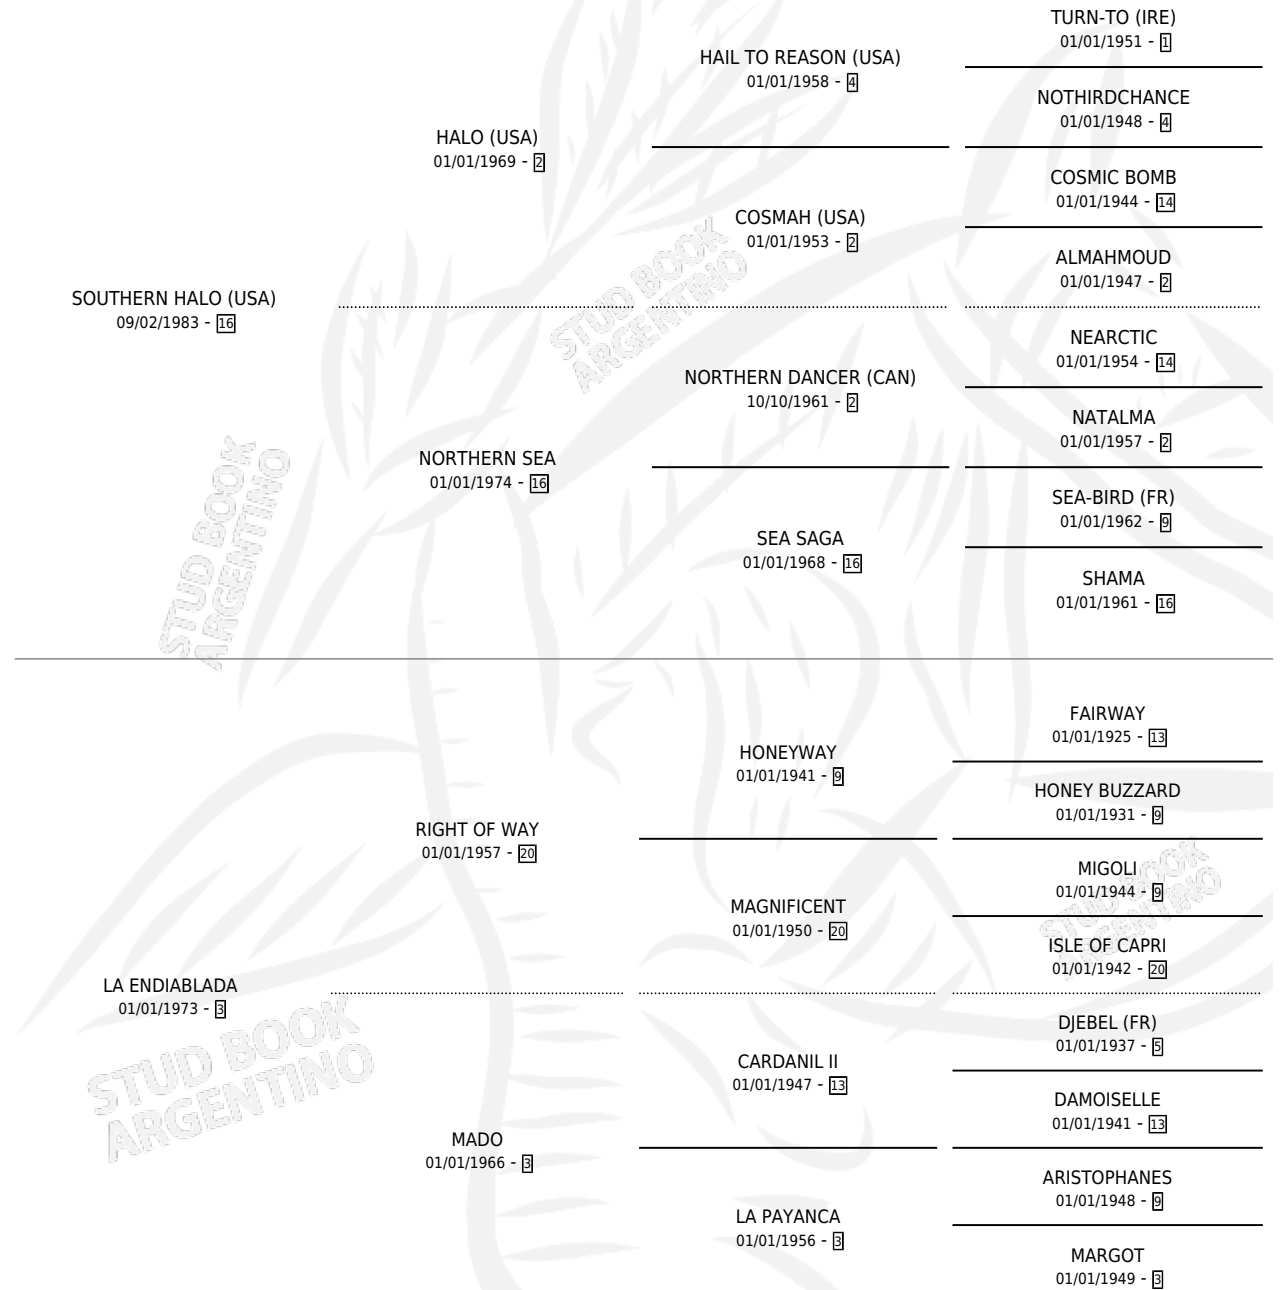 TURN-TO (IRE)
01/01/1951 - 1
HAIL TO REASON (USA)
01/01/1958 - 4
NOTHIRDCHANCE
01/01/1948 - 4
HALO (USA)
01/01/1969 - 2
COSMIC BOMB
01/01/1944 - 14
COSMAH (USA)
01/01/1953 - 2
ALMAHMOUD
01/01/1947 - 2
SOUTHERN HALO (USA)
09/02/1983 - 16
STUD BOOK
ARGENTINO
NEARCTIC
01/01/1954 - 14
NORTHERN DANCER (CAN)
10/10/1961 - 2
NATALMA
01/01/1957 - 2
NORTHERN SEA
01/01/1974 - 16
SEA-BIRD (FR)
01/01/1962 - 9
SEA SAGA
01/01/1968 - 16
SHAMA
01/01/1961 - 16
STUD BOOK
ARGENTINO
FAIRWAY
01/01/1925 - 13
HONEYWAY
01/01/1941 - 9
HONEY BUZZARD
01/01/1931 - 9
RIGHT OF WAY
01/01/1957 - 20
MIGOLI
01/01/1944 - 9
MAGNIFICENT
01/01/1950 - 20
STUD BOOK
ARGENTINO
ISLE OF CAPRI
01/01/1942 - 20
LA ENDIABLADA
01/01/1973 - 3
DJEBEL (FR)
01/01/1937 - 5
CARDANIL II
01/01/1947 - 13
STUD BOOK
ARGENTINO
DAMOISELLE
01/01/1941 - 13
MADO
01/01/1966 - 3
ARISTOPHANES
01/01/1948 - 9
LA PAYANCA
01/01/1956 - 3
MARGOT
01/01/1949 - 3